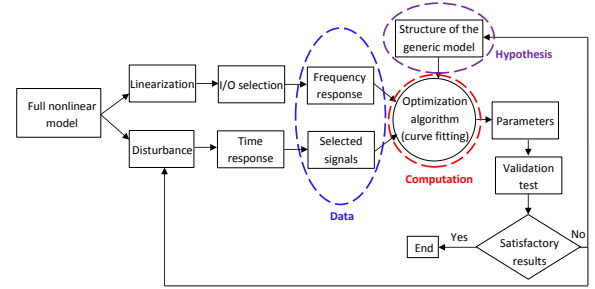 Structure of the
generic model
Hypothesis
Full nonlinear
model
Linearization
I/O selection
Frequency
response
Optimization
algorithm
(curve fitting)
Parameters
Disturbance
Time
response
Selected
signals
Computation
Data
Validation
test
Satisfactory
results
Yes
No
End